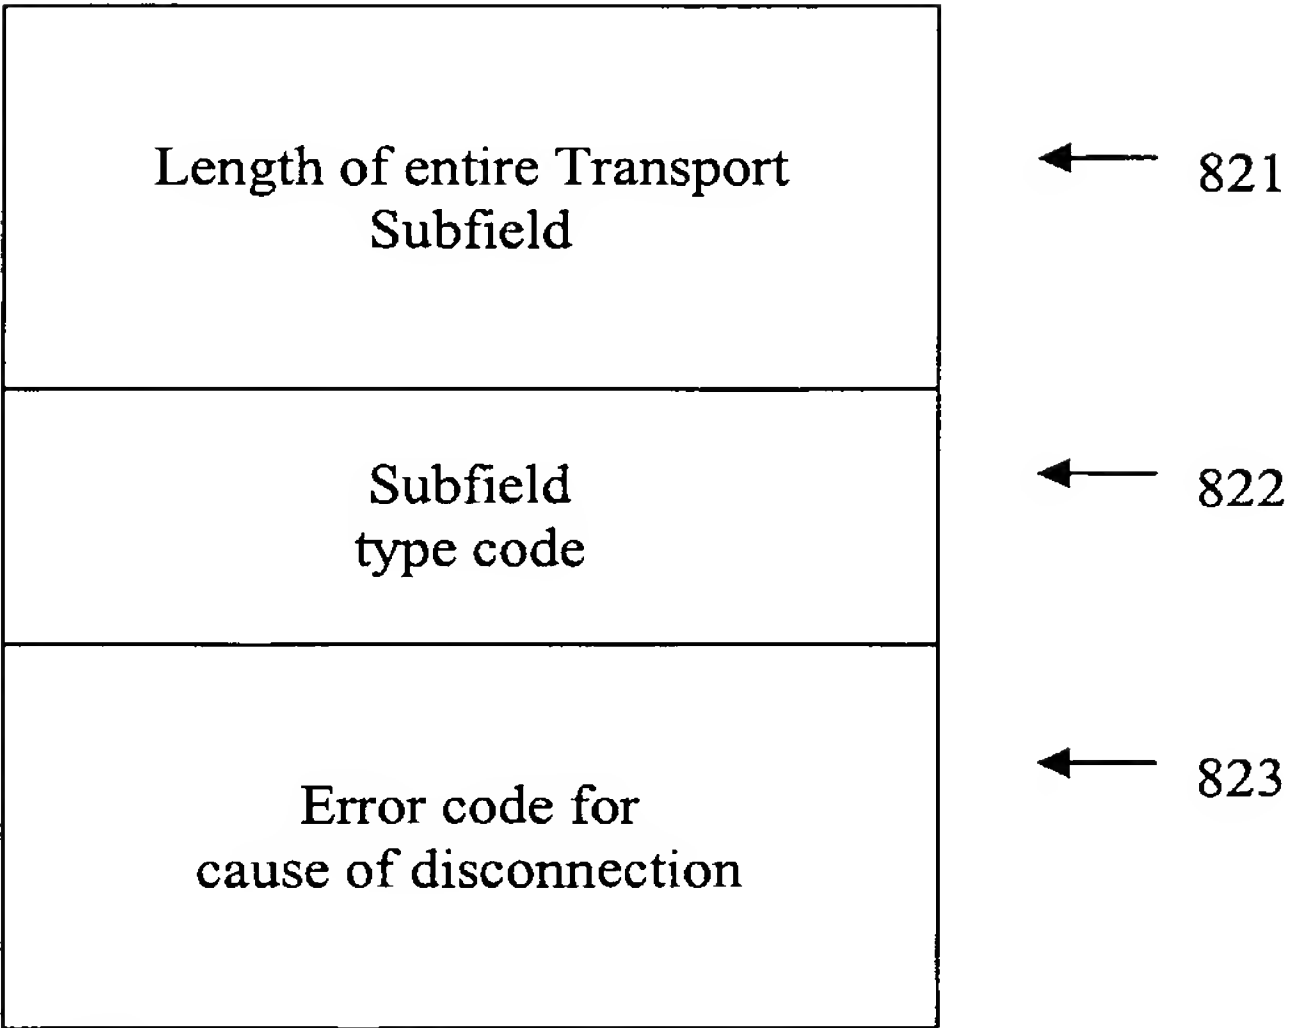 Length of entire Transport
821
Subfield
Subfield
822
type code
823
Error code for
cause of disconnection